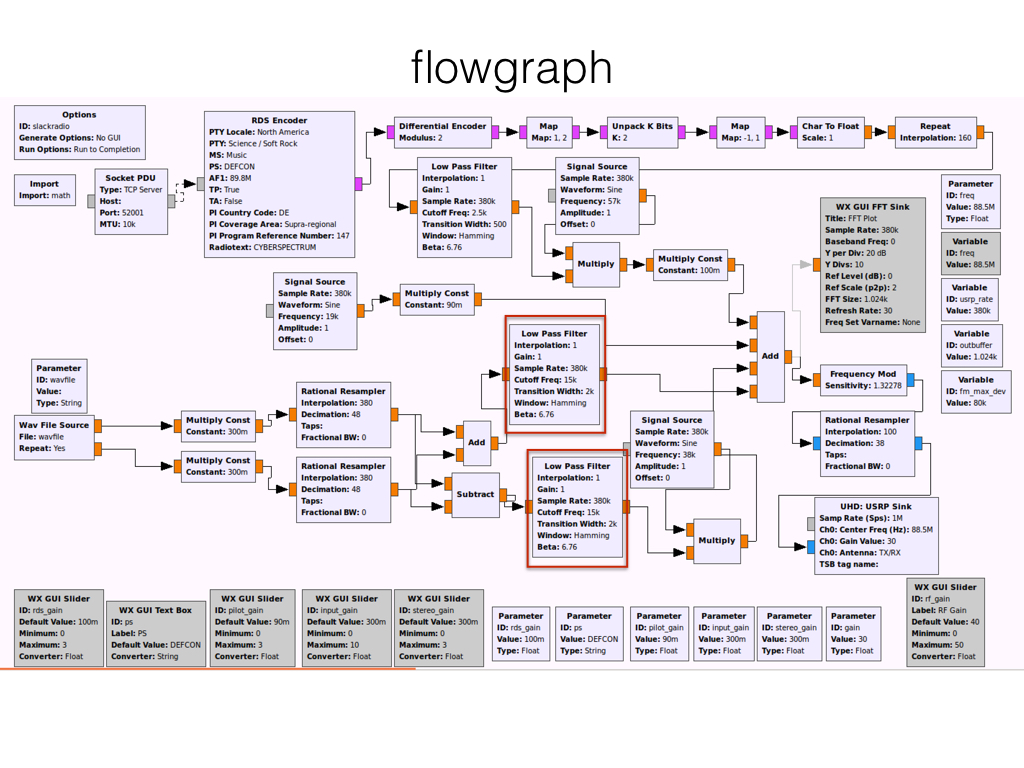 flowgraph
Options
ID: slackradio
Generate Options: No GUI
Run Options: Run to Completion
Import
Import: math
Socket PDU
Type: TCP Server
Host:
Port: 52001
MTU: 10k
RDS Encoder
PTY Locale: North America
PTY: Science / Soft Rock
MS: Music
PS: DEFCON
AF1: 89.8M
TP: True
TA: False
PI Country Code: DE
PI Coverage Area: Supra-regional
PI Program Reference Number: 147
Radiotext: CYBERSPECTRUM
Differential Encoder
Modulus: 2
Map
Map: 1, 2
Unpack K Bits
K: 2
Map
Map: -1, 1
Char To Float
Scale: 1
Repeat
Interpolation: 160
Low Pass Filter
Interpolation: 1
Gain: 1
Sample Rate: 380k
Cutoff Freq: 2.5k
Transition Width: 500
Window: Hamming
Beta: 6.76
Signal Source
Sample Rate: 380k
Waveform: Sine
Frequency: 57k
Amplitude: 1
Offset: 0
Multiply
Multiply Const
Constant: 100m
WX GUI FFT Sink
Title: FFT Plot
Sample Rate: 380k
Baseband Freq: 0
Y per Div: 20 dB
Y Divs: 10
Ref Level (dB): 0
Ref Scale (p2p): 2
FFT Size: 1.024k
Refresh Rate: 30
Freq Set Varname: None
Parameter
ID: freq
Value: 88.5M
Type: Float
Variable
ID: freq
Value: 88.5M
Variable
ID: usrp_rate
Value: 380k
Variable
ID: outbuffer
Value: 1.024k
Variable
ID: fm_max_dev
Value: 80k
Signal Source
Sample Rate: 380k
Waveform: Sine
Frequency: 19k
Amplitude: 1
Offset: 0
Multiply Const
Constant: 90m
Low Pass Filter
Interpolation: 1
Gain: 1
Sample Rate: 380k
Cutoff Freq: 15k
Transition Width: 2k
Window: Hamming
Beta: 6.76
Add
Frequency Mod
Sensitivity: 1.32278
Parameter
ID: wavfile
Value:
Type: String
Wav File Source
File: wavfile
Repeat: Yes
Multiply Const
Constant: 300m
Multiply Const
Constant: 300m
Rational Resampler
Interpolation: 380
Decimation: 48
Taps:
Fractional BW: 0
Rational Resampler
Interpolation: 380
Decimation: 48
Taps:
Fractional BW: 0
Add
Subtract
Low Pass Filter
Interpolation: 1
Gain: 1
Sample Rate: 380k
Cutoff Freq: 15k
Transition Width: 2k
Window: Hamming
Beta: 6.76
Signal Source
Sample Rate: 380k
Waveform: Sine
Frequency: 38k
Amplitude: 1
Offset: 0
Multiply
Rational Resampler
Interpolation: 100
Decimation: 38
Taps:
Fractional BW: 0
UHD: USRP Sink
Samp Rate (Sps): 1M
Ch0: Center Freq (Hz): 88.5M
Ch0: Gain Value: 30
Ch0: Antenna: TX/RX
TSB tag name:
WX GUI Slider
ID: rds_gain
Default Value: 100m
Minimum: 0
Maximum: 3
Converter: Float
WX GUI Text Box
ID: ps
Label: PS
Default Value: DEFCON
Converter: String
WX GUI Slider
ID: pilot_gain
Default Value: 90m
Minimum: 0
Maximum: 3
Converter: Float
WX GUI Slider
ID: input_gain
Default Value: 300m
Minimum: 0
Maximum: 10
Converter: Float
WX GUI Slider
ID: stereo_gain
Default Value: 300m
Minimum: 0
Maximum: 3
Converter: Float
Parameter
ID: rds_gain
Value: 100m
Type: Float
Parameter
ID: ps
Value: DEFCON
Type: String
Parameter
ID: pilot_gain
Value: 90m
Type: Float
Parameter
ID: input_gain
Value: 300m
Type: Float
Parameter
ID: stereo_gain
Value: 300m
Type: Float
Parameter
ID: gain
Value: 30
Type: Float
WX GUI Slider
ID: rf_gain
Label: RF Gain
Default Value: 40
Minimum: 0
Maximum: 50
Converter: Float